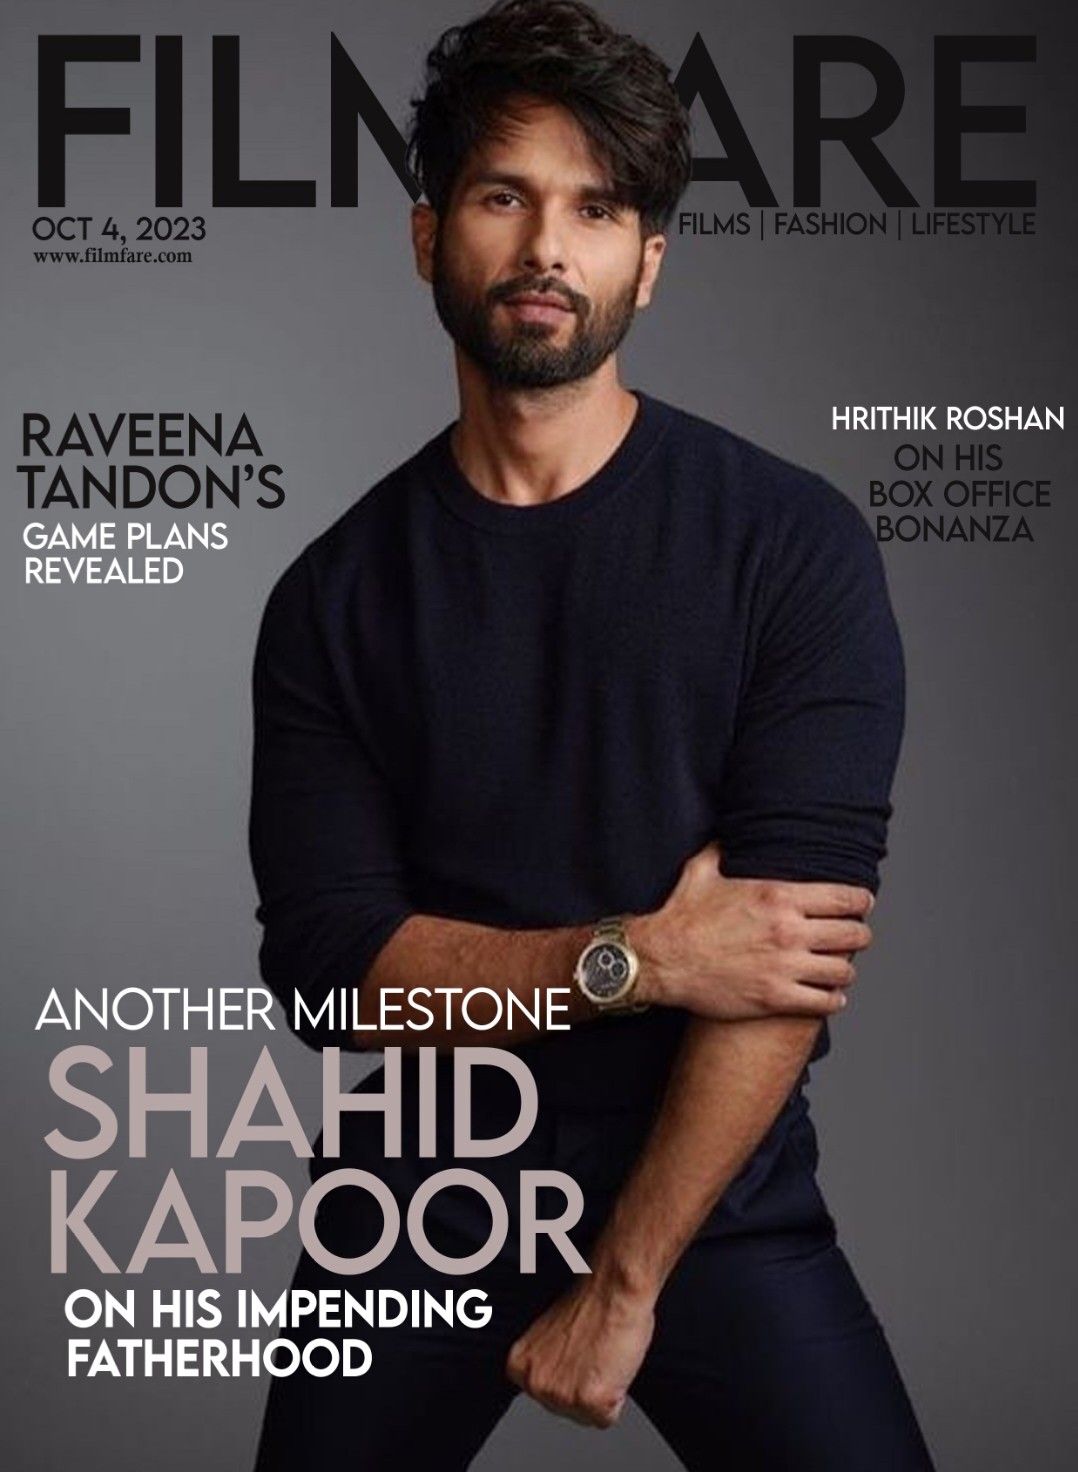 FILMFARE
OCT 4, 2023
www.filmfare.com
FILMS | FASHION | LIFESTYLE
RAVEENA
TANDON'S
GAME PLANS
REVEALED
HRITHIK ROSHAN
ON HIS
BOX OFFICE
BONANZA
ANOTHER MILESTONE
SHAHID
KAPOOR
ON HIS IMPENDING
FATHERHOOD